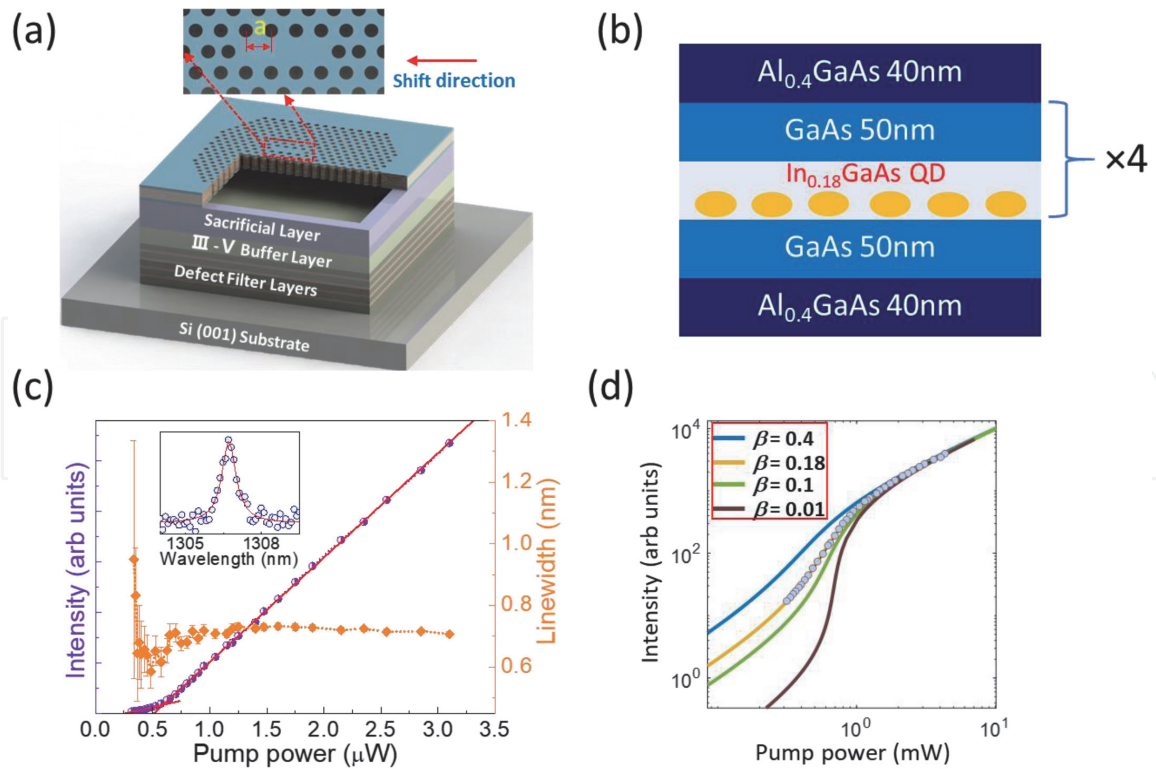 (a)
a
Shift direction
Sacrificial Layer
III - V Buffer Layer
Defect Filter Layers
Si (001) Substrate
(b)
Al0.4GaAs 40nm
GaAs 50nm
In0.18GaAs QD
GaAs 50nm
Al0.4GaAs 40nm
×4
(c)
Intensity (arb units)
1305 1308
Wavelength (nm)
0.0 0.5 1.0 1.5 2.0 2.5 3.0 3.5
Pump power (μW)
1.4
1.2
1.0
0.8
0.6
Linewidth (nm)
(d)
Intensity (arb units)
10^4
10^2
10^0
β = 0.4
β = 0.18
β = 0.1
β = 0.01
10^0 10^1
Pump power (mW)